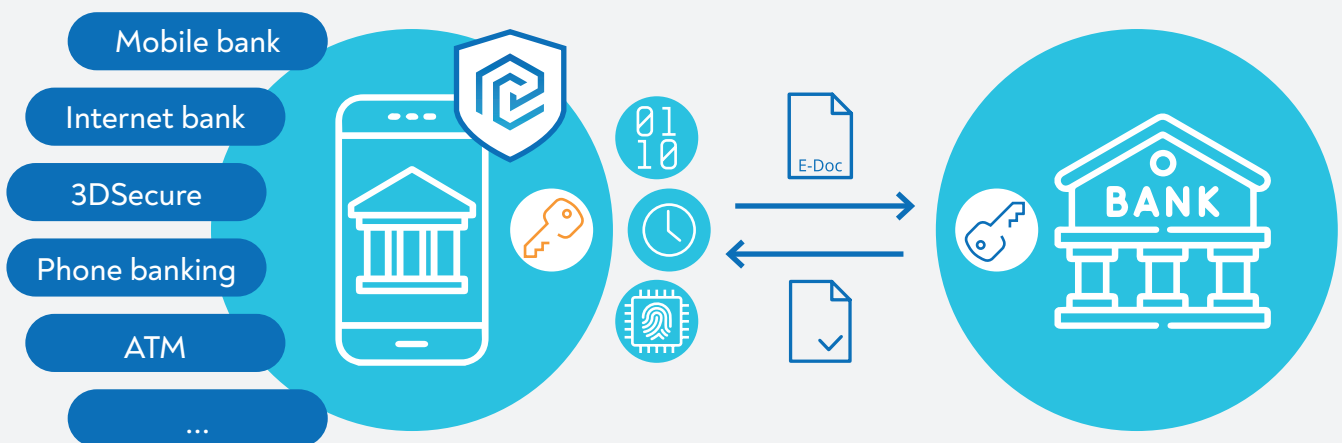 Mobile bank
Internet bank
3DSecure
Phone banking
ATM
...
01
10
E-Doc
BANK